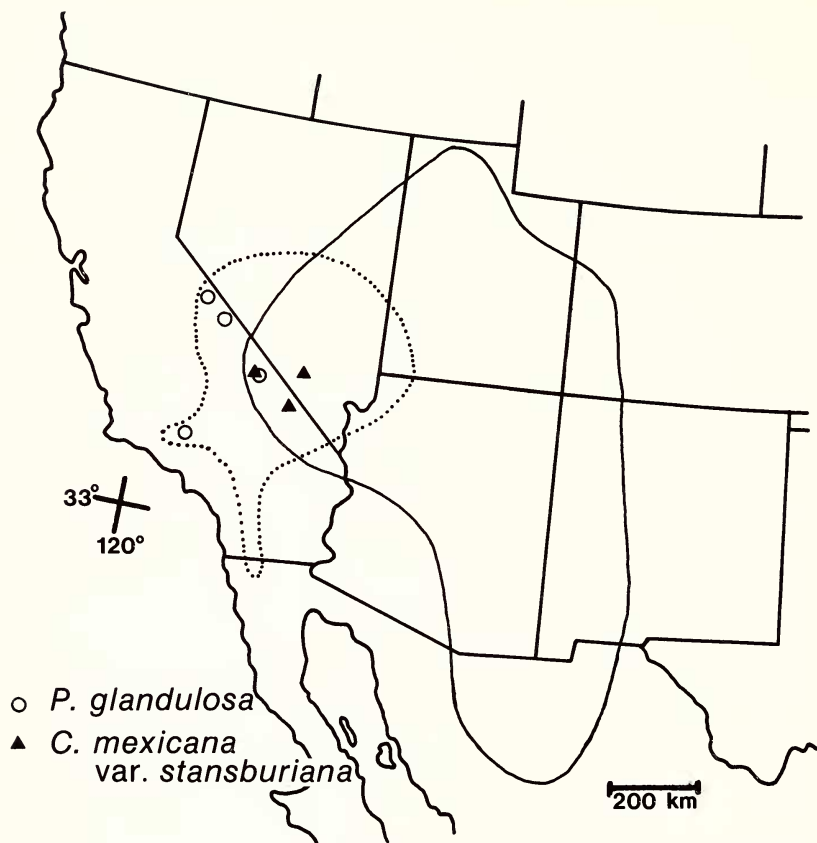 33°
120°
P. glandulosa
C. mexicana
var. stansburiana
200 km